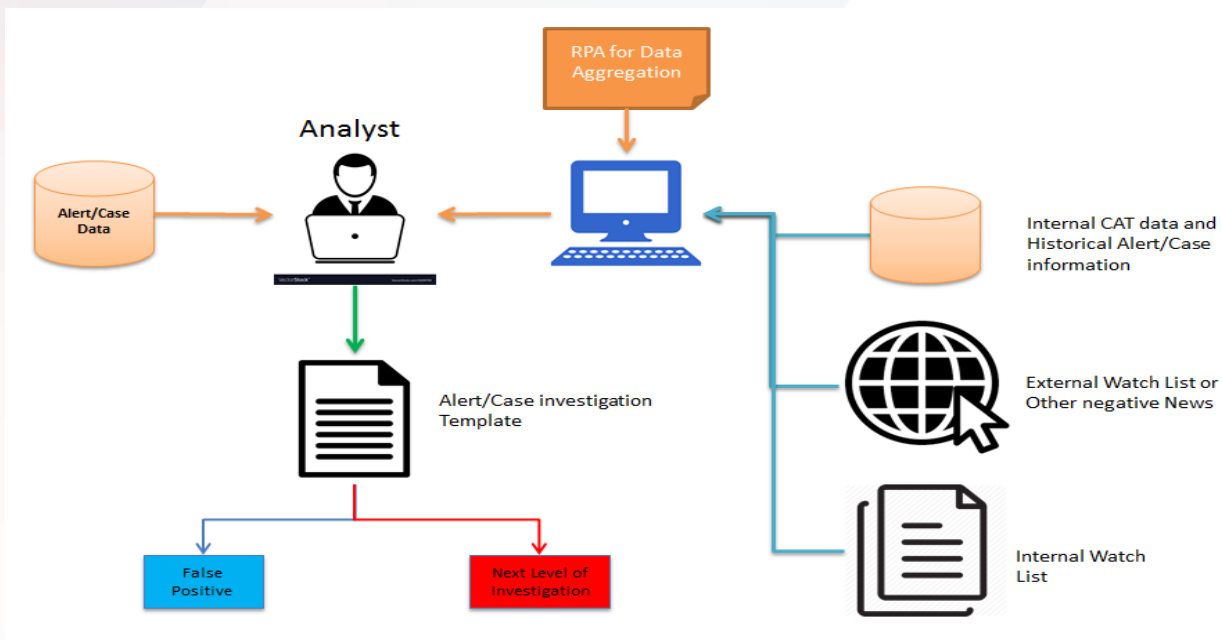 RPA for Data
Aggregation
Analyst
Alert/Case
Data
VectorStock
Internal CAT data and
Historical Alert/Case
information
External Watch List or
Other negative News
Alert/Case investigation
Template
Internal Watch
List
False
Positive
Next Level of
Investigation